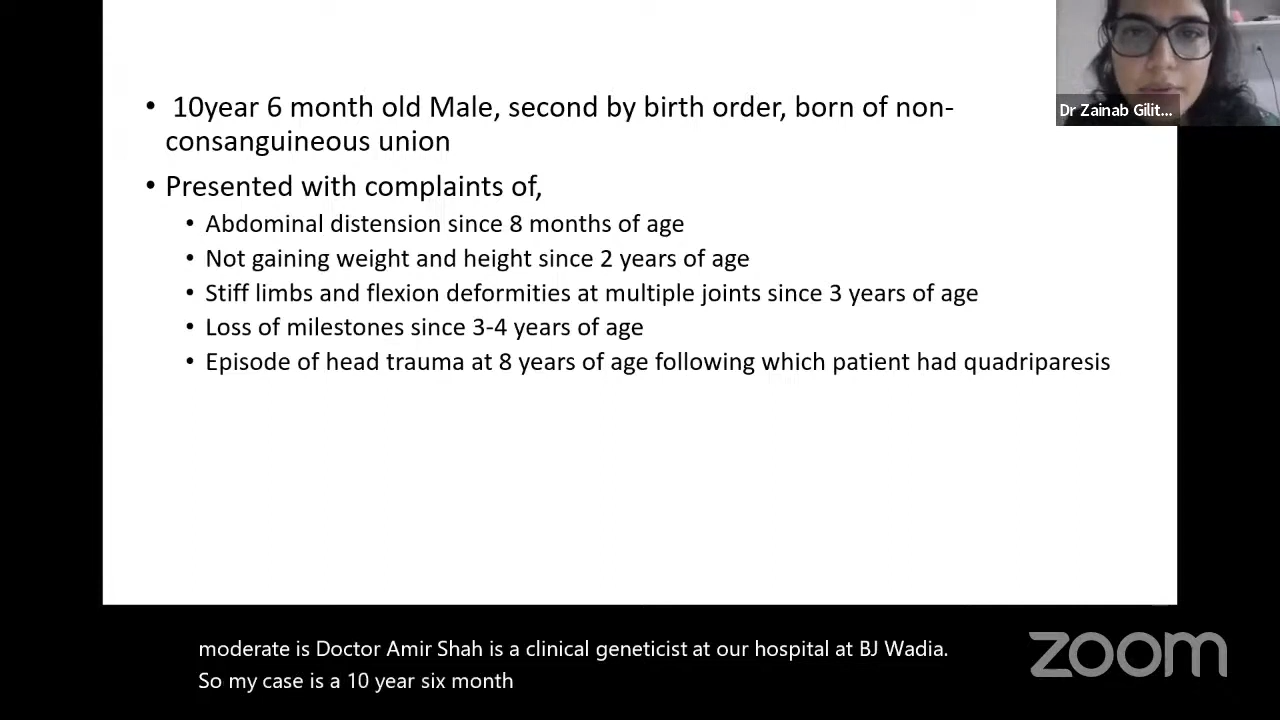 • 10year 6 month old Male, second by birth order, born of non-
consanguineous union
• Presented with complaints of,
• Abdominal distension since 8 months of age
• Not gaining weight and height since 2 years of age
• Stiff limbs and flexion deformities at multiple joints since 3 years of age
• Loss of milestones since 3-4 years of age
• Episode of head trauma at 8 years of age following which patient had quadriparesis
Dr Zainab Gilit...
moderate is Doctor Amir Shah is a clinical geneticist at our hospital at BJ Wadia.
So my case is a 10 year six month
zoom